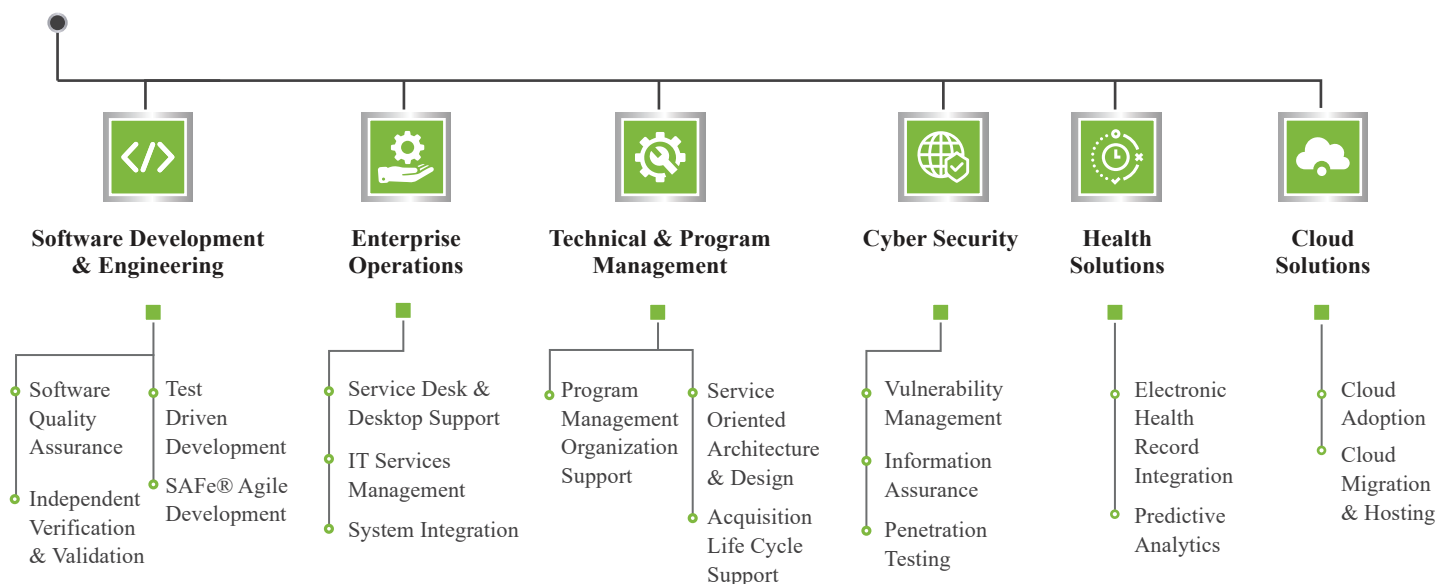 Software Development
& Engineering
Enterprise
Operations
Technical & Program
Management
Cyber Security
Health
Solutions
Cloud
Solutions
Software
Quality
Assurance
Independent
Verification
& Validation
Test
Driven
Development
SAFe® Agile
Development
Service Desk &
Desktop Support
IT Services
Management
System Integration
Program
Management
Organization
Support
Service
Oriented
Architecture
& Design
Acquisition
Life Cycle
Support
Vulnerability
Management
Information
Assurance
Penetration
Testing
Electronic
Health
Record
Integration
Predictive
Analytics
Cloud
Adoption
Cloud
Migration
& Hosting